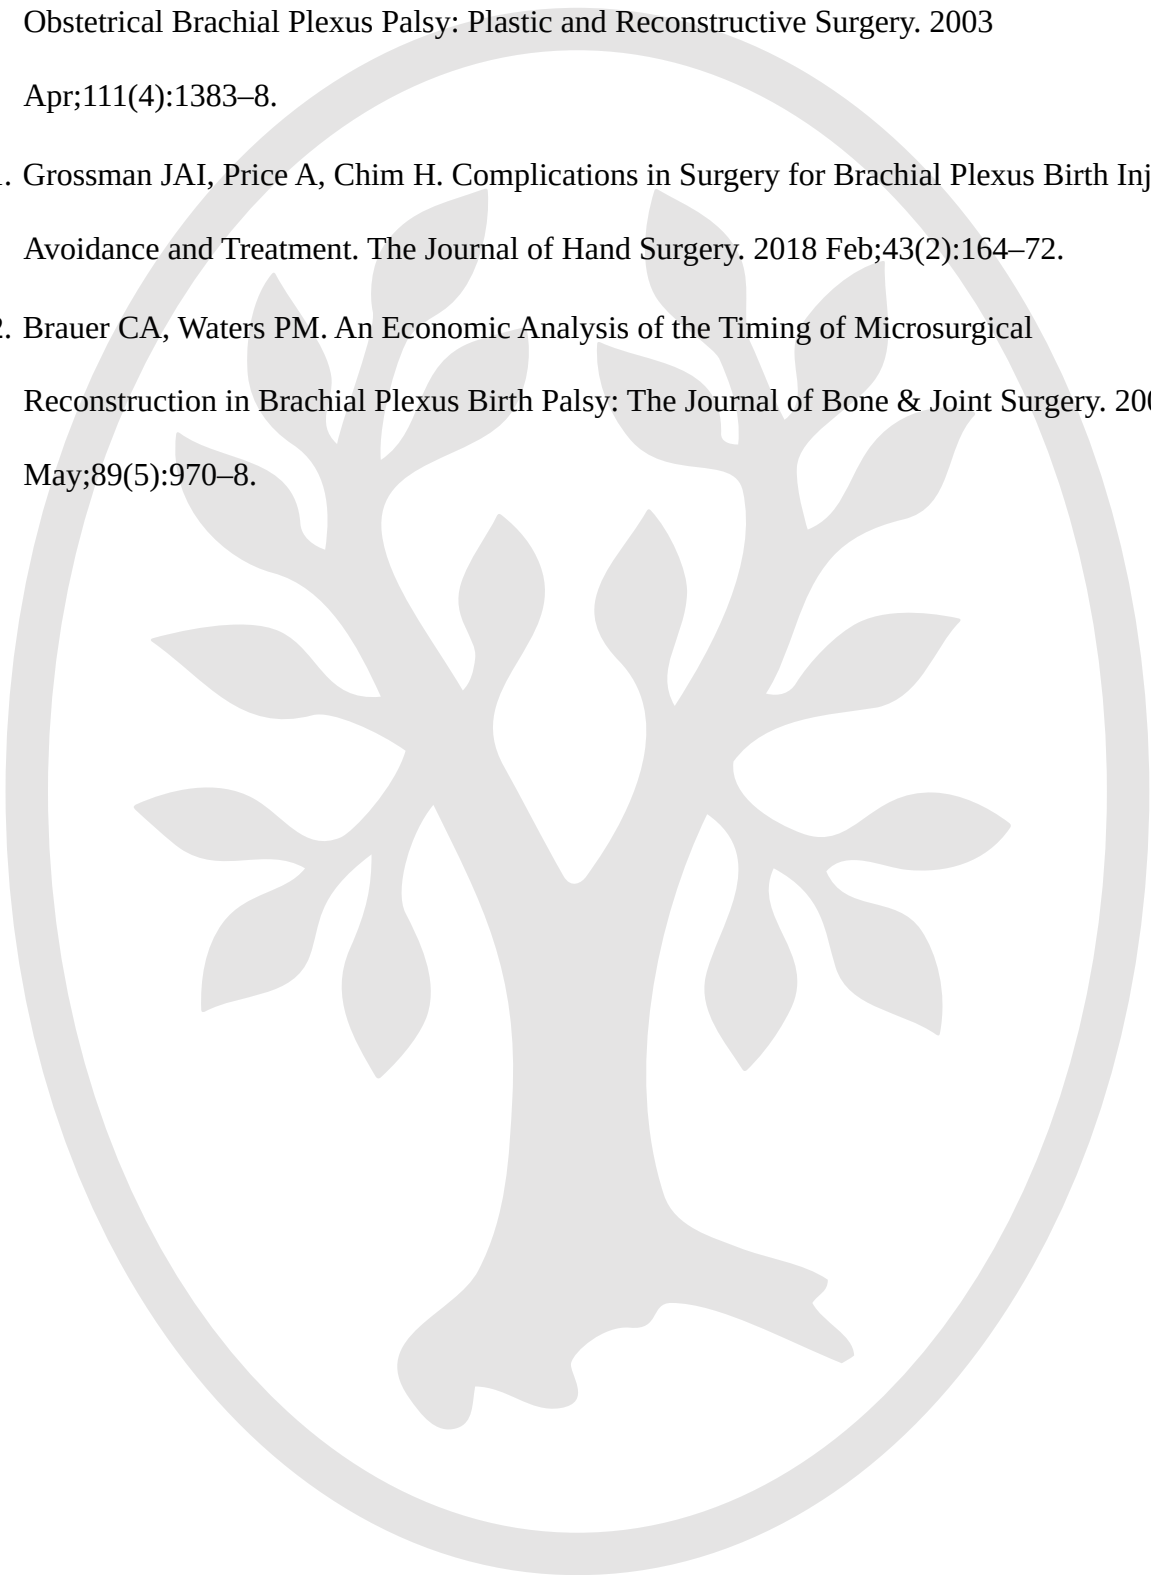 Obstetrical Brachial Plexus Palsy: Plastic and Reconstructive Surgery. 2003
Apr;111(4):1383–8.
. Grossman JAI, Price A, Chim H. Complications in Surgery for Brachial Plexus Birth Inj
Avoidance and Treatment. The Journal of Hand Surgery. 2018 Feb;43(2):164–72.
2. Brauer CA, Waters PM. An Economic Analysis of the Timing of Microsurgical
Reconstruction in Brachial Plexus Birth Palsy: The Journal of Bone & Joint Surgery. 200
May;89(5):970–8.